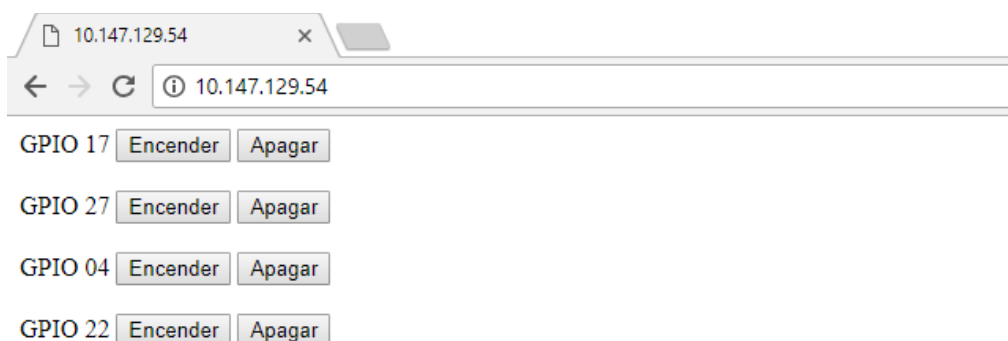 10.147.129.54
10.147.129.54
GPIO 17 Encender Apagar
GPIO 27 Encender Apagar
GPIO 04 Encender Apagar
GPIO 22 Encender Apagar